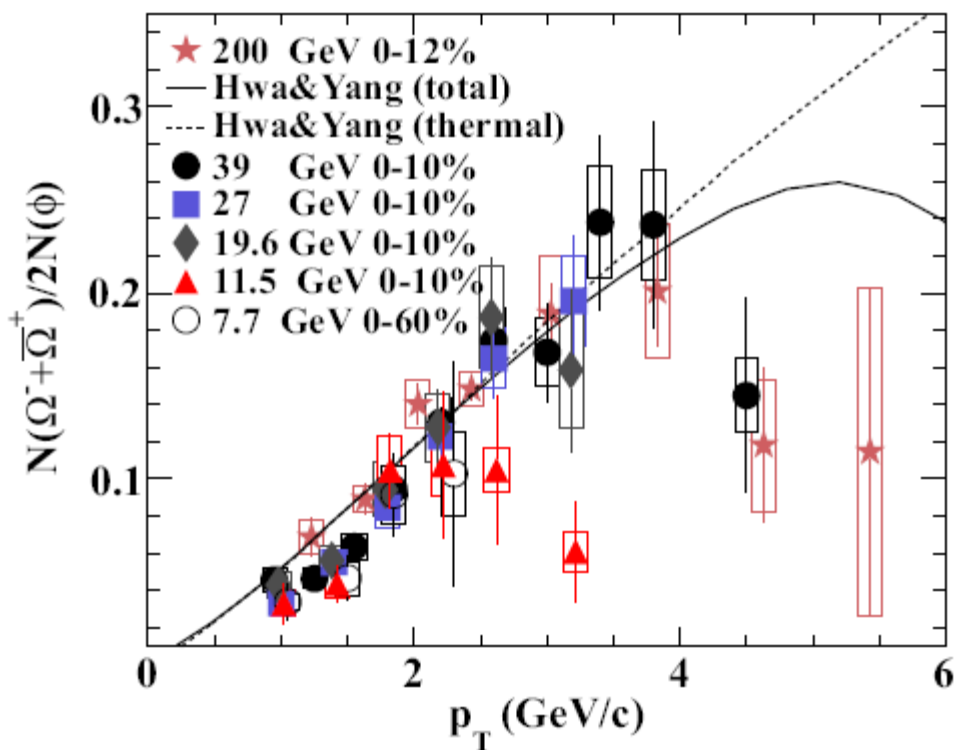 200 GeV 0-12%
Hwa&Yang (total)
Hwa&Yang (thermal)
39 GeV 0-10%
27 GeV 0-10%
19.6 GeV 0-10%
11.5 GeV 0-10%
7.7 GeV 0-60%
N(Ω⁻+Ω̅⁺)/2N(ϕ)
0.3
0.2
0.1
0 2 4 6
p_T (GeV/c)